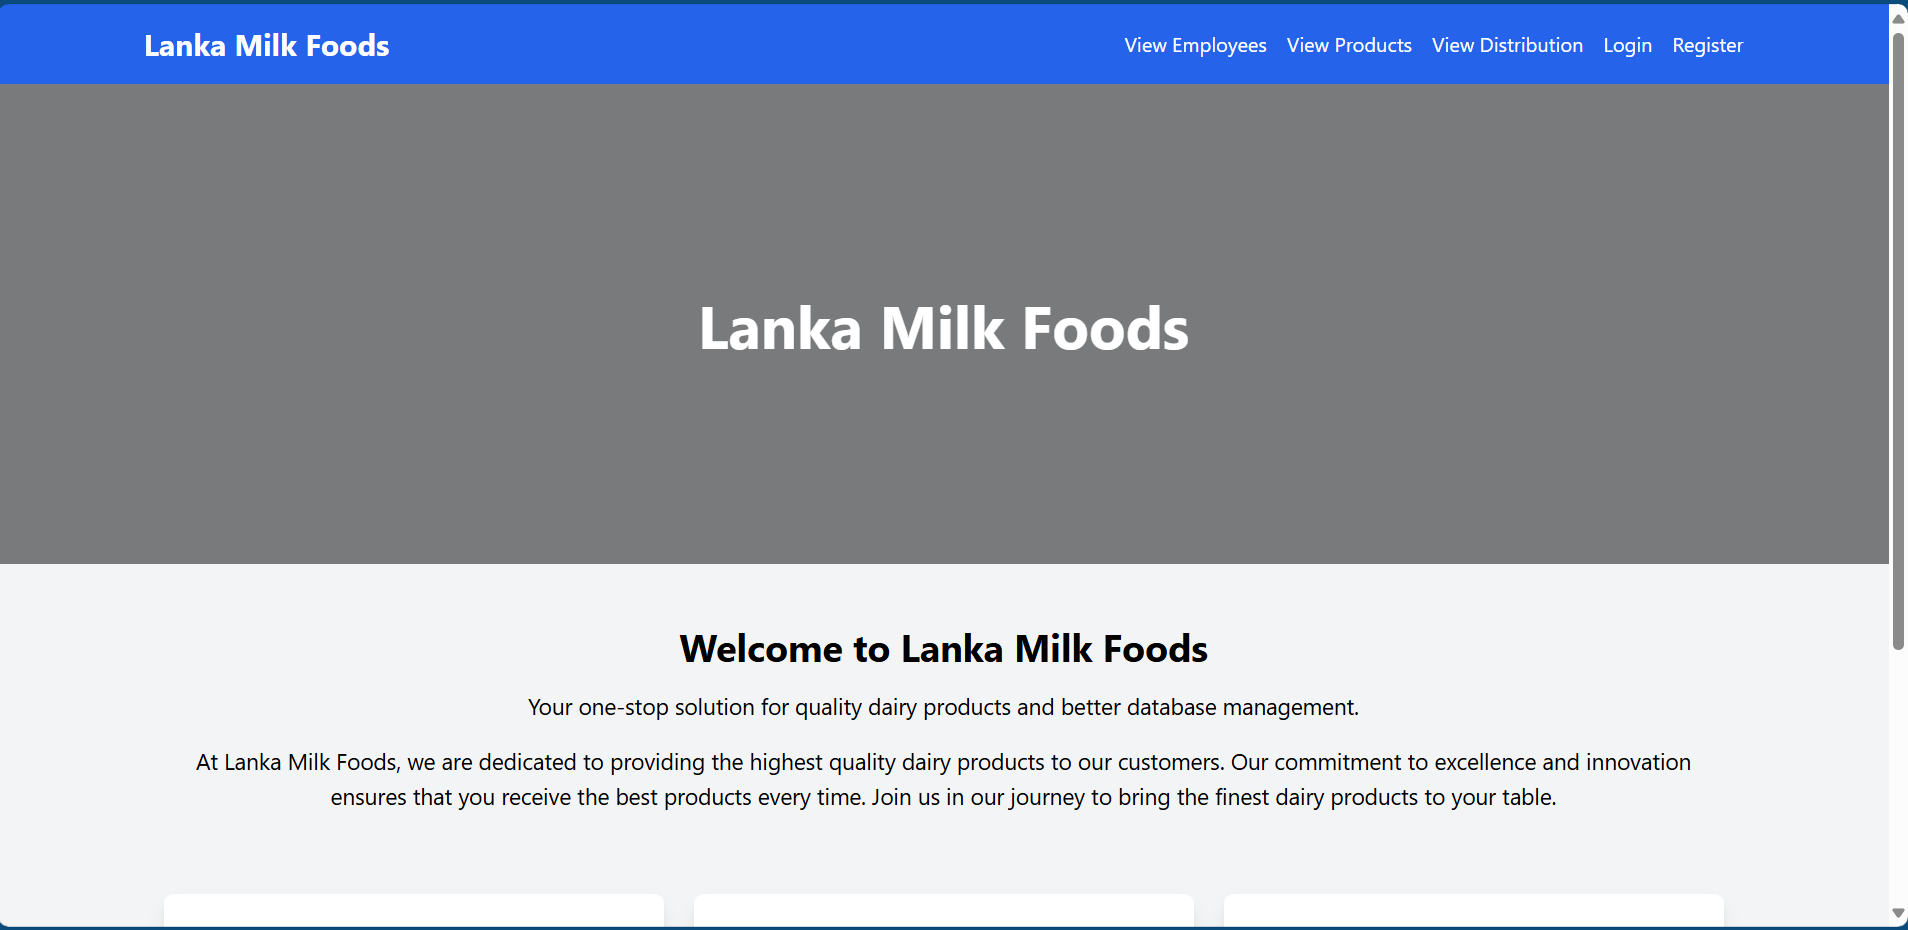 Lanka Milk Foods
View Employees View Products View Distribution Login Register
Lanka Milk Foods
Welcome to Lanka Milk Foods
Your one-stop solution for quality dairy products and better database management.
At Lanka Milk Foods, we are dedicated to providing the highest quality dairy products to our customers. Our commitment to excellence and innovation
ensures that you receive the best products every time. Join us in our journey to bring the finest dairy products to your table.